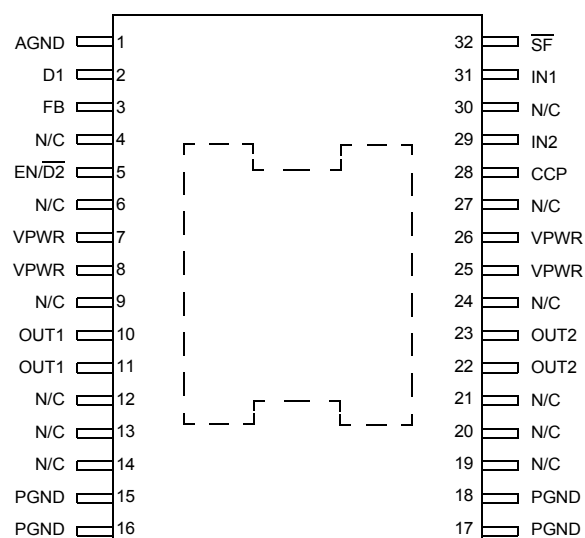 AGND 1 32 S̅F̅
D1 2 31 IN1
FB 3 30 N/C
N/C 4 29 IN2
EN/D̅2̅ 5 28 CCP
N/C 6 27 N/C
VPWR 7 26 VPWR
VPWR 8 25 VPWR
N/C 9 24 N/C
OUT1 10 23 OUT2
OUT1 11 22 OUT2
N/C 12 21 N/C
N/C 13 20 N/C
N/C 14 19 N/C
PGND 15 18 PGND
PGND 16 17 PGND